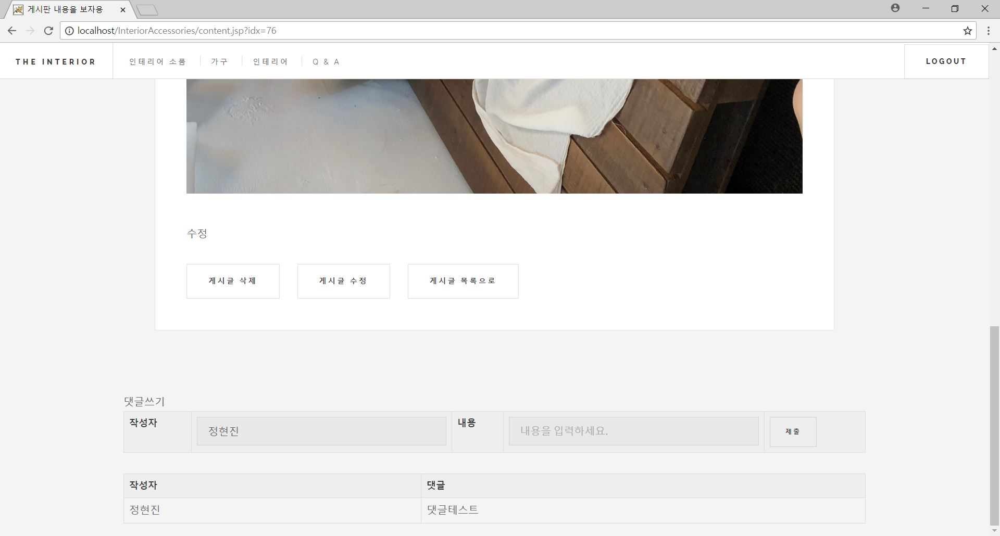 게시판 내용을 보자용
localhost/InteriorAccessories/content.jsp?idx=76
THE INTERIOR 인테리어 소품 가구 인테리어 Q & A LOGOUT
수정
게시글 삭제 게시글 수정 게시글 목록으로
댓글쓰기
작성자 정현진 내용 내용을 입력하세요. 제출
작성자 댓글
정현진 댓글테스트